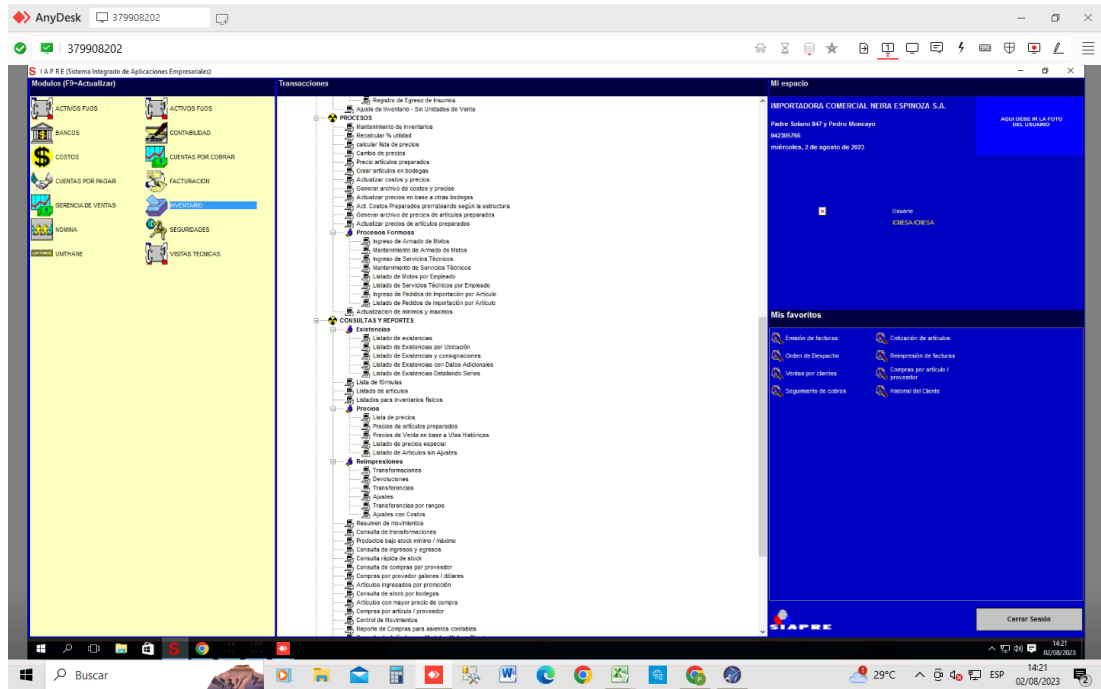 AnyDesk 379908202
379908202
S I A P R E (Sistema Integrado de Aplicaciones Empresariales)
Modulos (F9=Actualizar)
ACTIVOS FIJOS ACTIVOS FIJOS
BANCOS CONTABILIDAD
COSTOS CUENTAS POR COBRAR
CUENTAS POR PAGAR FACTURACION
GERENCIA DE VENTAS INVENTARIO
NOMINA SEGURIDADES
UNITHANE VISITAS TECNICAS
Transacciones
Registro de Egreso de Insumos
Ajuste de Inventario - Sin Unidades de Venta
PROCESOS
Mantenimiento de Inventarios
Recalcular % utilidad
calcular lista de precios
Cambio de precios
Precio artículos preparados
Crear artículos en bodegas
Actualizar costos y precios
Generar archivo de costos y precios
Actualizar precios en base a otras bodegas
Act. Costos Preparados prorrateando según la estructura
Generar archivo de precios de artículos preparados
Actualizar precios de artículos preparados
Procesos Formosa
Ingreso de Armado de Motos
Mantenimiento de Armado de Motos
Ingreso de Servicios Técnicos
Mantenimiento de Servicios Técnicos
Listado de Motos por Empleado
Listado de Servicios Técnicos por Empleado
Ingreso de Pedidos de Importación por Artículo
Listado de Pedidos de Importación por Artículo
Actualizacion de minimos y maximos
CONSULTAS Y REPORTES
Existencias
Listado de existencias
Listado de Existencias por Ubicación
Listado de Existencias y consignaciones
Listado de Existencias con Datos Adicionales
Listado de Existencias Detallando Series
Lista de fórmulas
Listado de artículos
Listados para inventarios físicos
Precios
Lista de precios
Precios de artículos preparados
Precios de Venta en base a Vtas Históricas
Listado de precios especial
Listado de Articulos sin Ajustes
Reimpresiones
Transformaciones
Devoluciones
Transferencias
Ajustes
Transferencias por rangos
Ajustes con Costos
Resumen de movimientos
Consulta de transformaciones
Productos bajo stock mínimo / máximo
Consulta de ingresos y egresos
Consulta rápida de stock
Consulta de compras por proveedor
Compras por provedor galones / dólares
Artículos ingresados por promoción
Consulta de stock por bodegas
Artículos con mayor precio de compra
Compras por artículo / proveedor
Control de Movimientos
Reporte de Compras para asientos contables
Mi espacio
IMPORTADORA COMERCIAL NEIRA ESPINOZA S.A.
Padre Solano 847 y Pedro Moncayo
042305766
miércoles, 2 de agosto de 2023
AQUI DEBE IR LA FOTO
DEL USUARIO
Usuario
ICNESA ICNESA
Mis favoritos
Emisión de facturas Cotización de artículos
Orden de Despacho Reimpresión de facturas
Ventas por clientes Compras por artículo /
proveedor
Seguimiento de cobros Historial del Cliente
SIAPRE
Cerrar Sesión
14:21
02/08/2023
Buscar
29°C ESP 14:21
02/08/2023